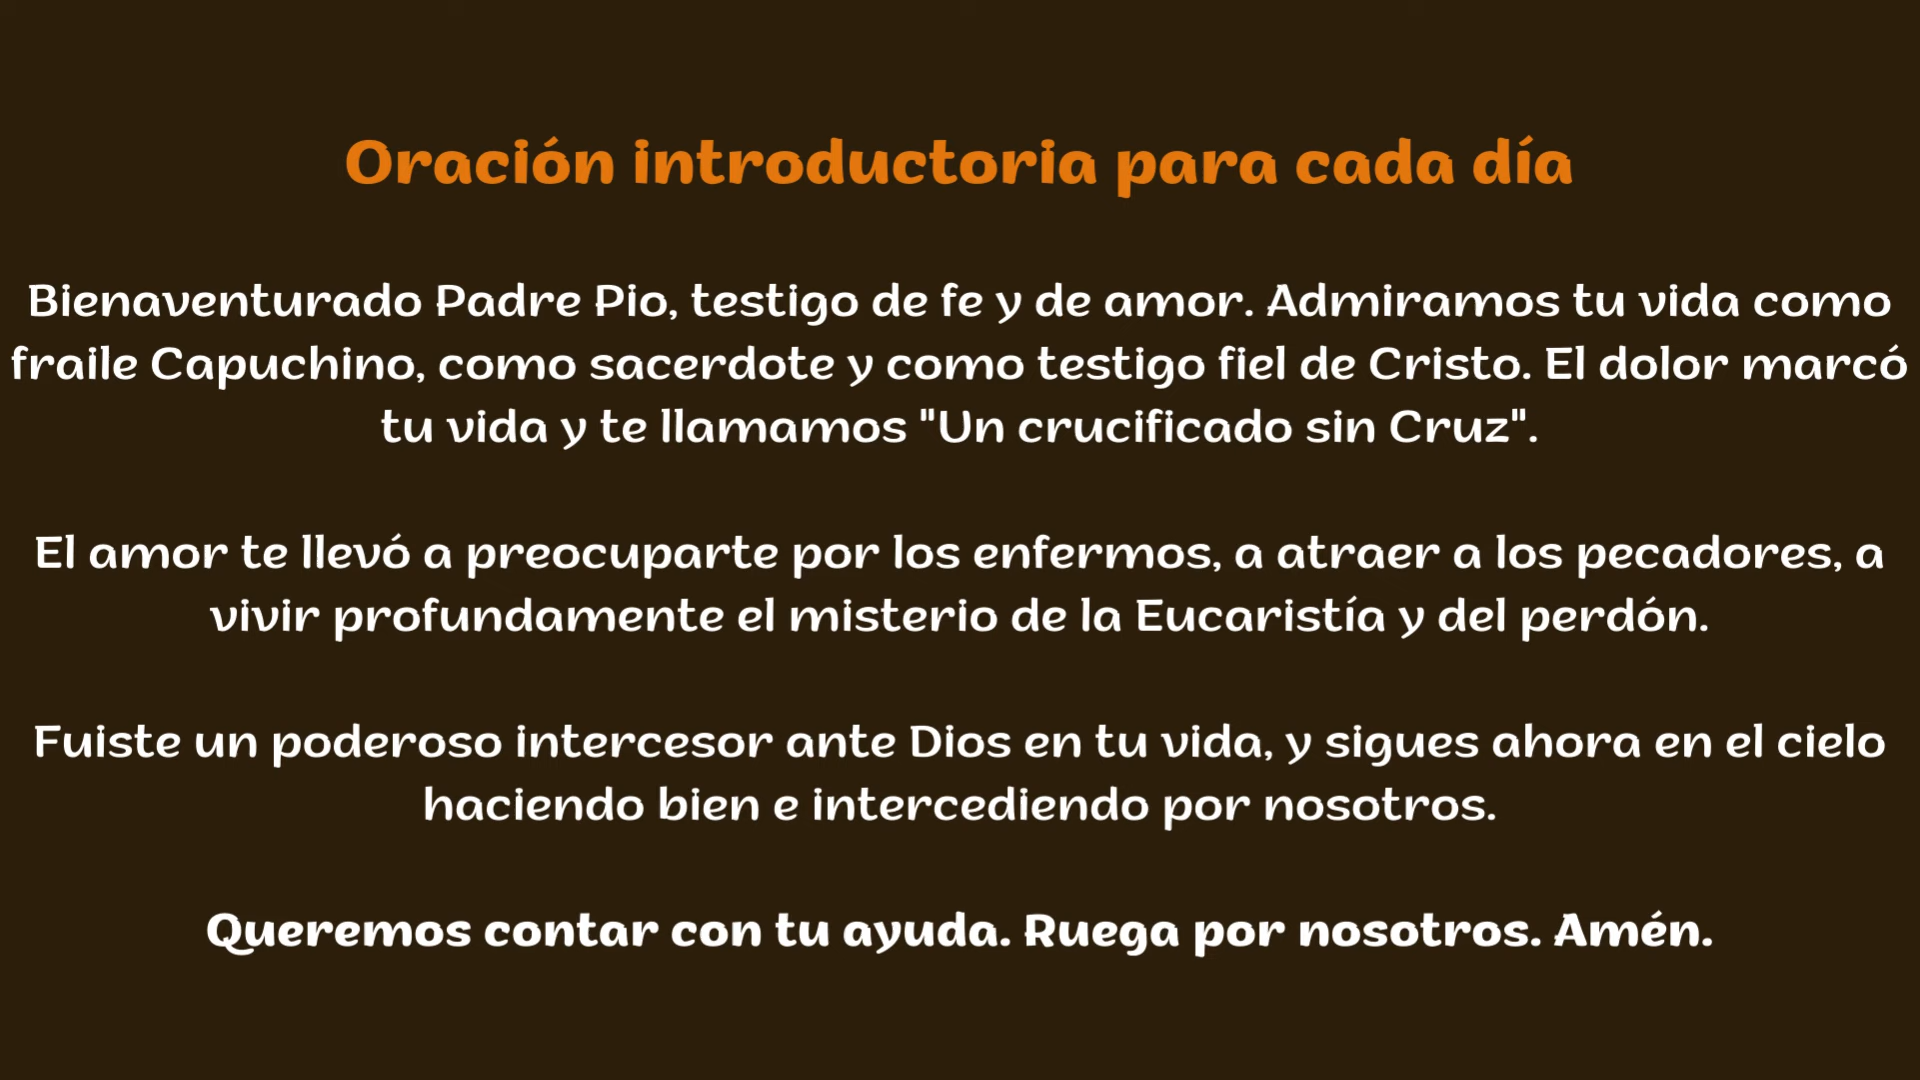 Oración introductoria para cada día
Bienaventurado Padre Pio, testigo de fe y de amor. Admiramos tu vida como
fraile Capuchino, como sacerdote y como testigo fiel de Cristo. El dolor marcó
tu vida y te llamamos "Un crucificado sin Cruz".
El amor te llevó a preocuparte por los enfermos, a atraer a los pecadores, a
vivir profundamente el misterio de la Eucaristía y del perdón.
Fuiste un poderoso intercesor ante Dios en tu vida, y sigues ahora en el cielo
haciendo bien e intercediendo por nosotros.
Queremos contar con tu ayuda. Ruega por nosotros. Amén.